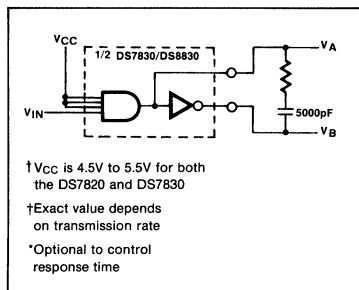 VCC
1/2 DS7830/DS8830
VA
VIN
5000pF
VB
†VCC is 4.5V to 5.5V for both
the DS7820 and DS7830
†Exact value depends
on transmission rate
*Optional to control
response time